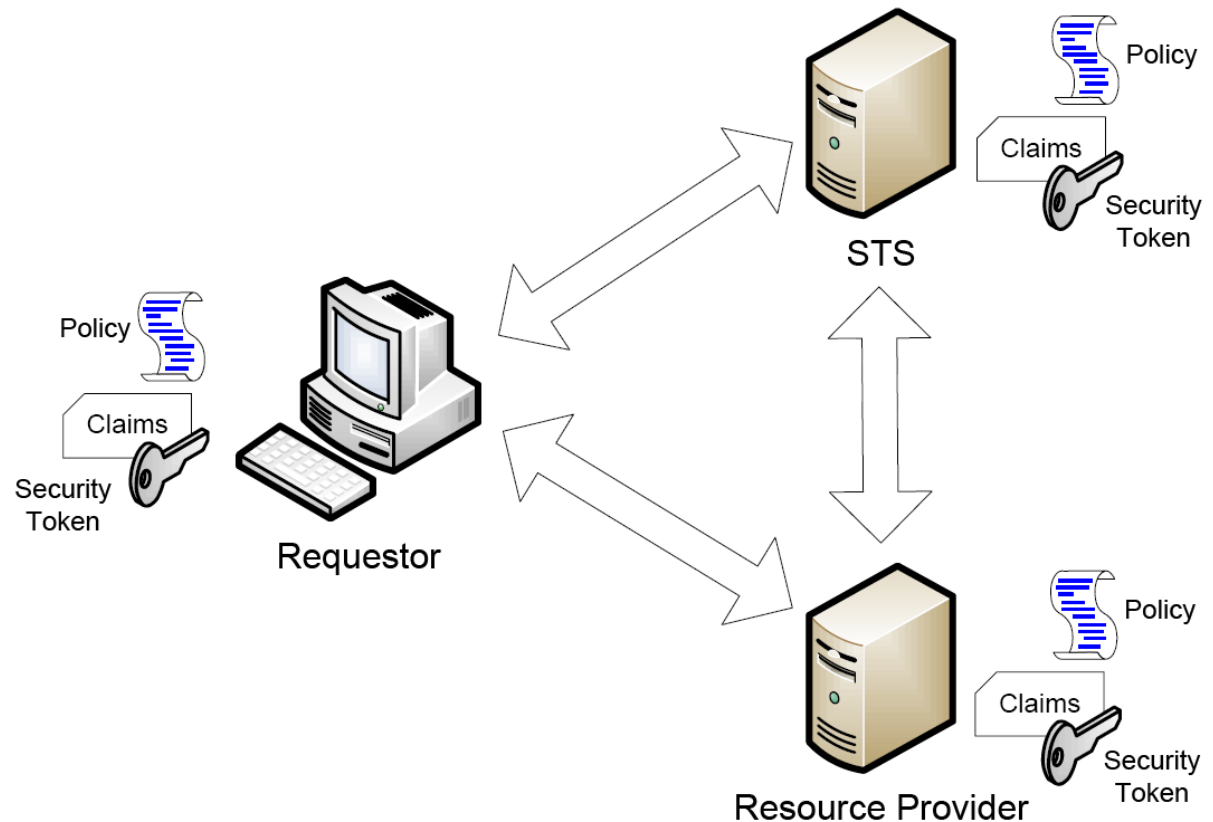 Policy
Claims
Security
Token
STS
Policy
Claims
Security
Token
Requestor
Policy
Claims
Security
Token
Resource Provider